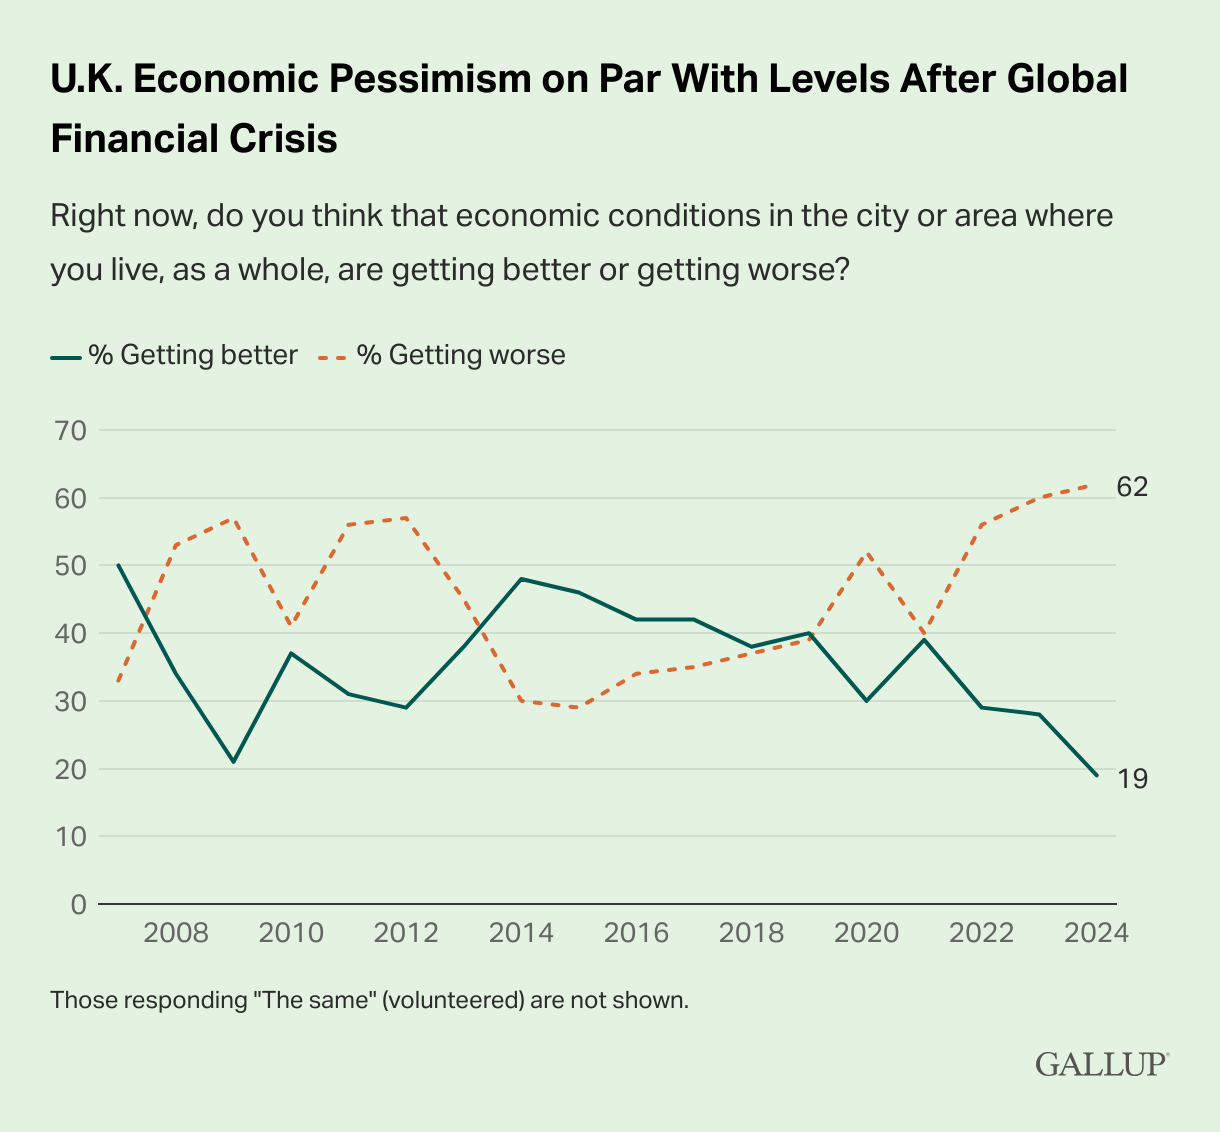 U.K. Economic Pessimism on Par With Levels After Global
Financial Crisis
Right now, do you think that economic conditions in the city or area where
you live, as a whole, are getting better or getting worse?
% Getting better % Getting worse
70
60
62
50
40
30
20
19
10
0
2008 2010 2012 2014 2016 2018 2020 2022 2024
Those responding "The same" (volunteered) are not shown.
GALLUP®